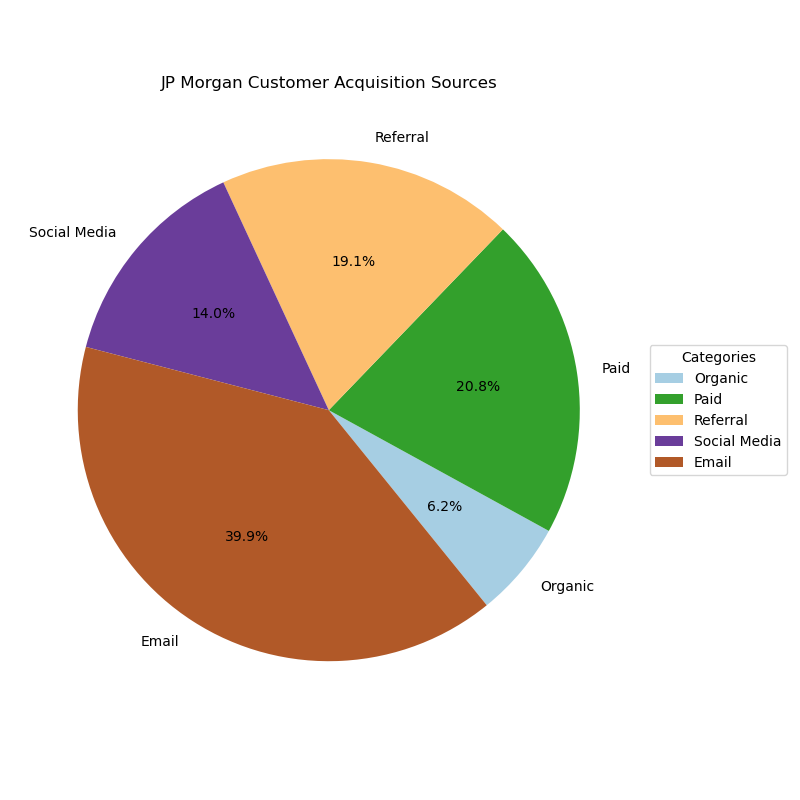 JP Morgan Customer Acquisition Sources
Referral
Social Media
19.1%
14.0%
Paid
20.8%
Categories
Organic
Paid
Referral
Social Media
Email
6.2%
39.9%
Organic
Email